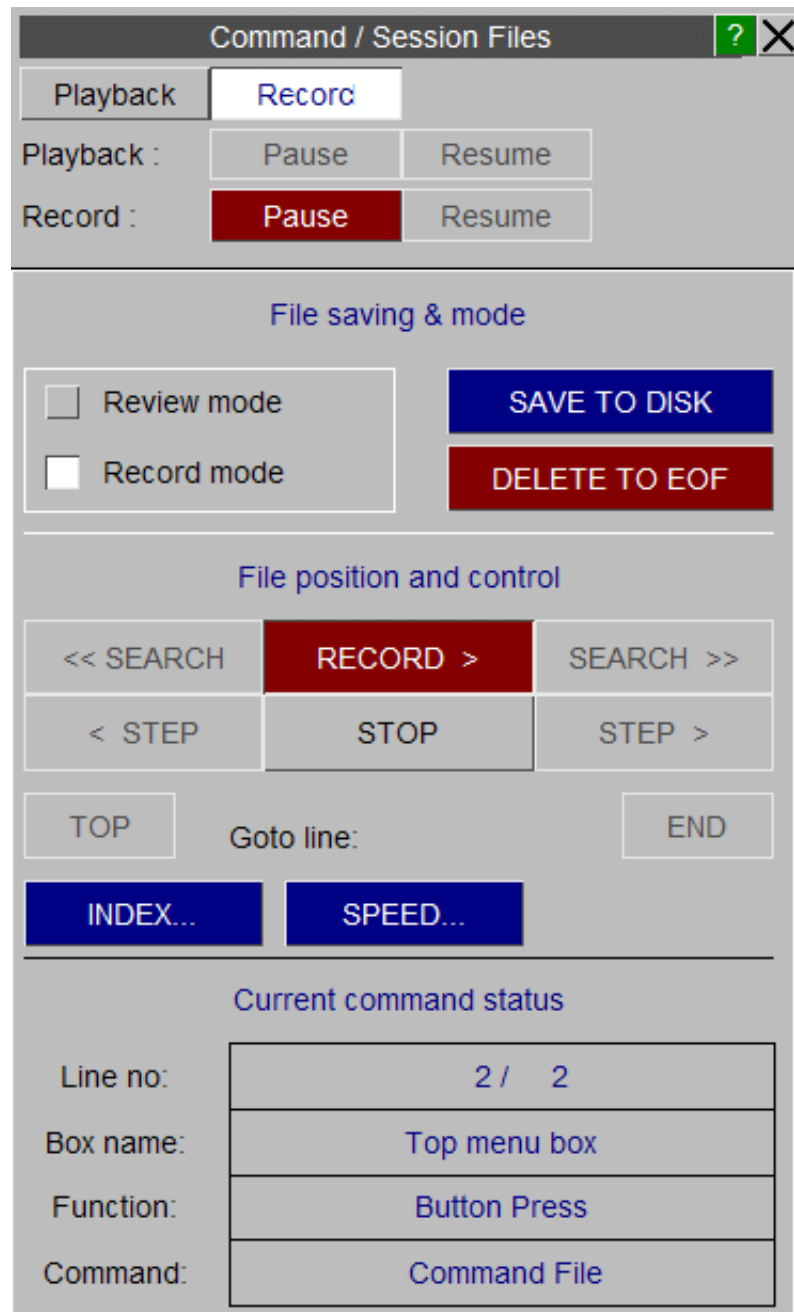 Command / Session Files ?
Playback Record
Playback : Pause Resume
Record : Pause Resume
File saving & mode
Review mode SAVE TO DISK
Record mode DELETE TO EOF
File position and control
<< SEARCH RECORD > SEARCH >>
< STEP STOP STEP >
TOP Goto line: END
INDEX... SPEED...
Current command status
Line no: 2 / 2
Box name: Top menu box
Function: Button Press
Command: Command File